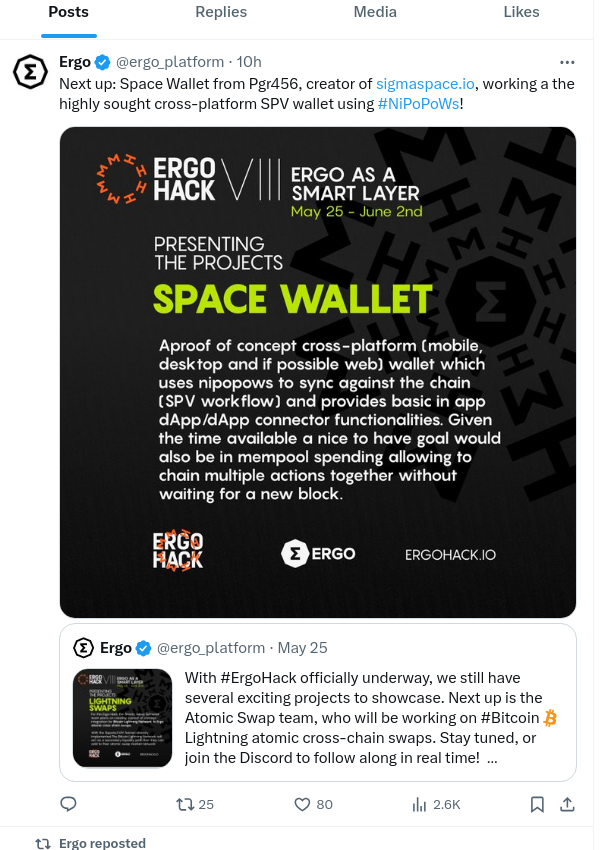 Posts Replies Media Likes
Ergo @ergo_platform · 10h
Next up: Space Wallet from Pgr456, creator of sigmaspace.io, working a the
highly sought cross-platform SPV wallet using #NiPoPoWs!
ERGO
HACK
VIII
ERGO AS A
SMART LAYER
May 25 - June 2nd
PRESENTING
THE PROJECTS
SPACE WALLET
Aproof of concept cross-platform (mobile,
desktop and if possible web) wallet which
uses nipopows to sync against the chain
(SPV workflow) and provides basic in app
dApp/dApp connector functionalities. Given
the time available a nice to have goal would
also be in mempool spending allowing to
chain multiple actions together without
waiting for a new block.
ERGO
HACK
ERGO
ERGOHACK.IO
Ergo @ergo_platform · May 25
ERGO
HACK
VIII
ERGO AS A
SMART LAYER
PRESENTING
THE PROJECTS
LIGHTNING
SWAPS
With #ErgoHack officially underway, we still have
several exciting projects to showcase. Next up is the
Atomic Swap team, who will be working on #Bitcoin
Lightning atomic cross-chain swaps. Stay tuned, or
join the Discord to follow along in real time! ...
25 80 2.6K
Ergo reposted